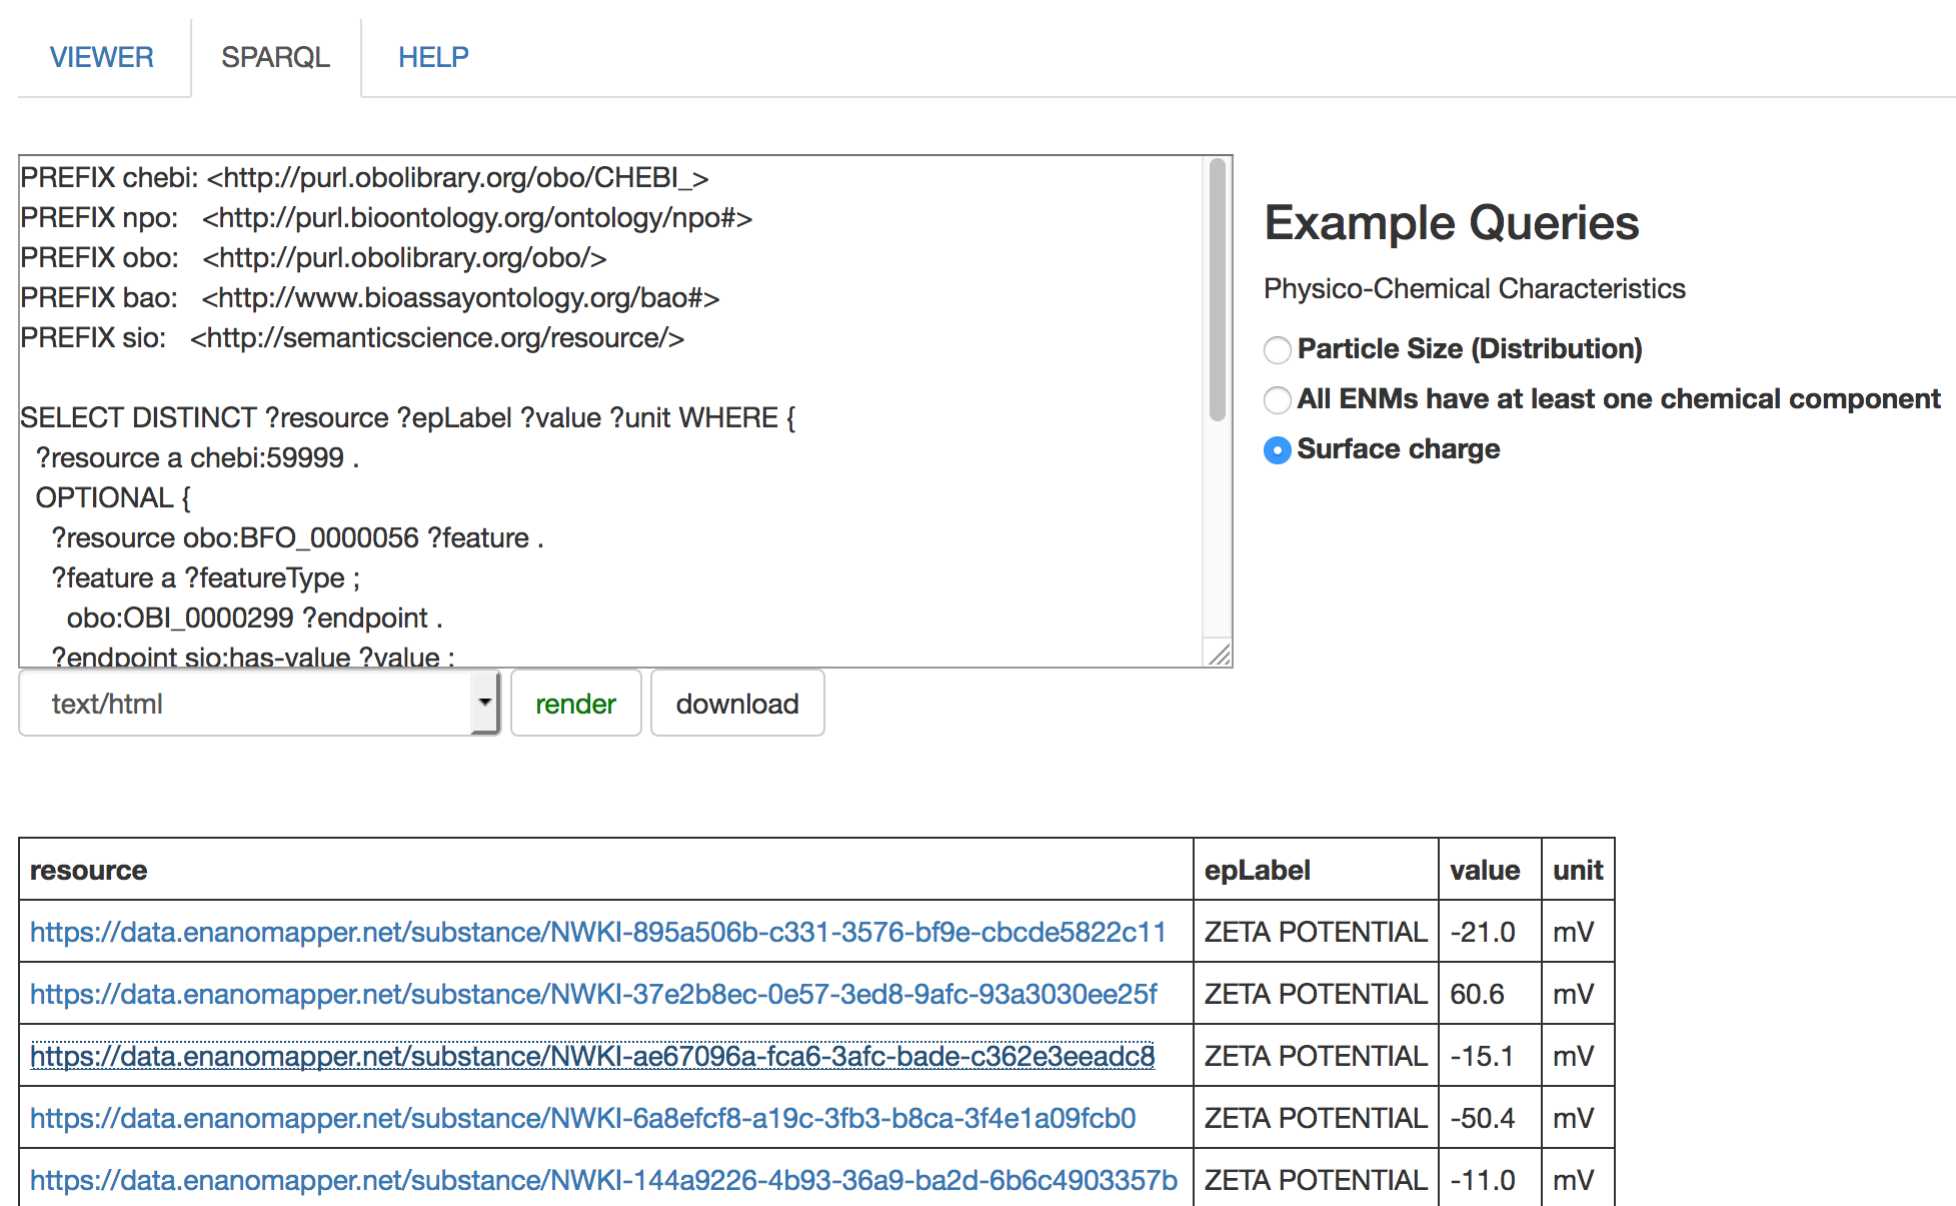 VIEWER SPARQL HELP
PREFIX chebi: <http://purl.obolibrary.org/obo/CHEBI_>
PREFIX npo: <http://purl.bioontology.org/ontology/npo#>
PREFIX obo: <http://purl.obolibrary.org/obo/>
PREFIX bao: <http://www.bioassayontology.org/bao#>
PREFIX sio: <http://semanticscience.org/resource/>
SELECT DISTINCT ?resource ?epLabel ?value ?unit WHERE {
?resource a chebi:59999 .
OPTIONAL {
?resource obo:BFO_0000056 ?feature .
?feature a ?featureType ;
obo:OBI_0000299 ?endpoint .
?endpoint sio:has-value ?value ;
Example Queries
Physico-Chemical Characteristics
Particle Size (Distribution)
All ENMs have at least one chemical component
Surface charge
text/html render download
resource epLabel value unit
https://data.enanomapper.net/substance/NWKI-895a506b-c331-3576-bf9e-cbcde5822c11 ZETA POTENTIAL -21.0 mV
https://data.enanomapper.net/substance/NWKI-37e2b8ec-0e57-3ed8-9afc-93a3030ee25f ZETA POTENTIAL 60.6 mV
https://data.enanomapper.net/substance/NWKI-ae67096a-fca6-3afc-bade-c362e3eeadc8 ZETA POTENTIAL -15.1 mV
https://data.enanomapper.net/substance/NWKI-6a8efcf8-a19c-3fb3-b8ca-3f4e1a09fcb0 ZETA POTENTIAL -50.4 mV
https://data.enanomapper.net/substance/NWKI-144a9226-4b93-36a9-ba2d-6b6c4903357b ZETA POTENTIAL -11.0 mV